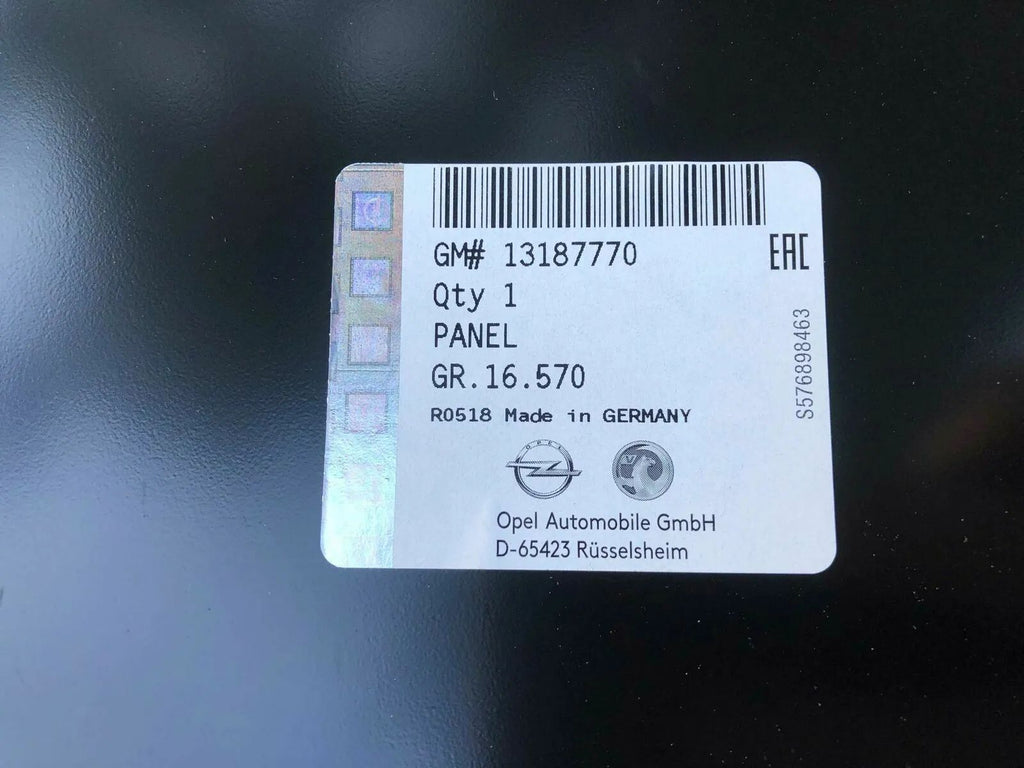 GM# 13187770
EAC
Qty 1
PANEL
GR.16.570
R0518 Made in GERMANY
S576898463
OPEL
Opel Automobile GmbH
D-65423 Rüsselsheim